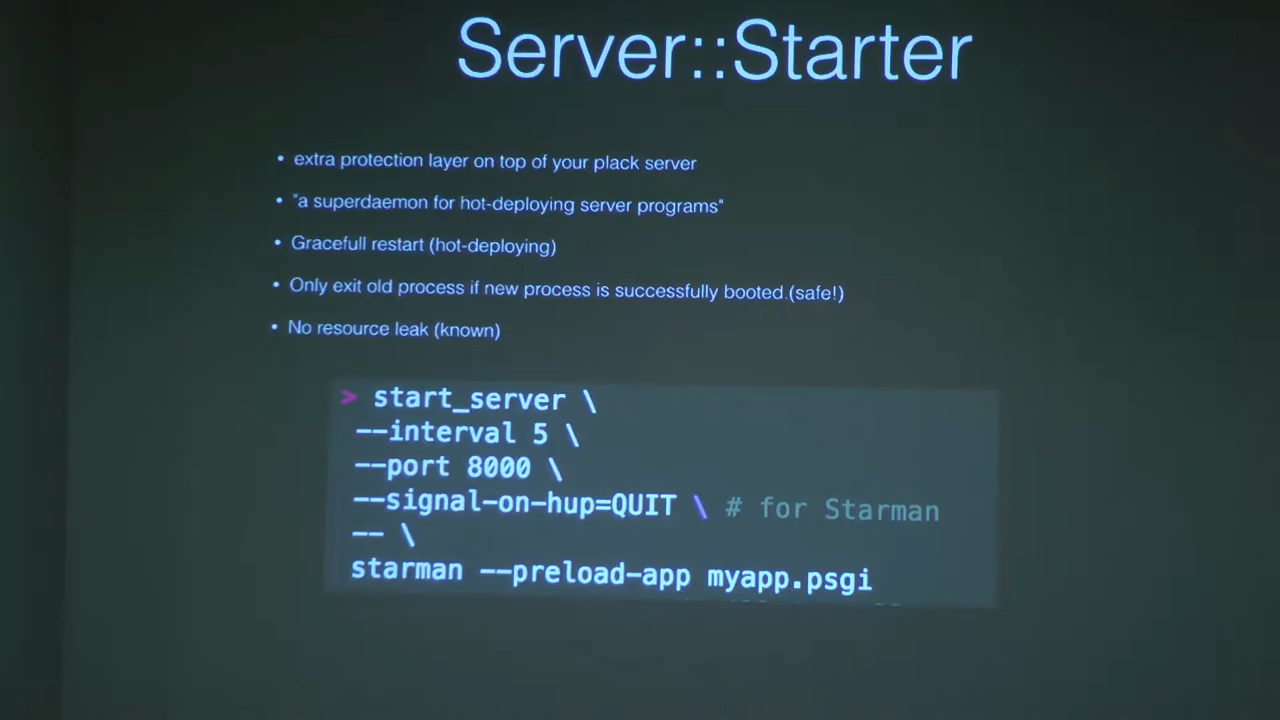 Server::Starter
• extra protection layer on top of your plack server
• "a superdaemon for hot-deploying server programs"
• Gracefull restart (hot-deploying)
• Only exit old process if new process is successfully booted.(safe!)
• No resource leak (known)
> start_server \
--interval 5 \
--port 8000 \
--signal-on-hup=QUIT \ # for Starman
-- \
starman --preload-app myapp.psgi